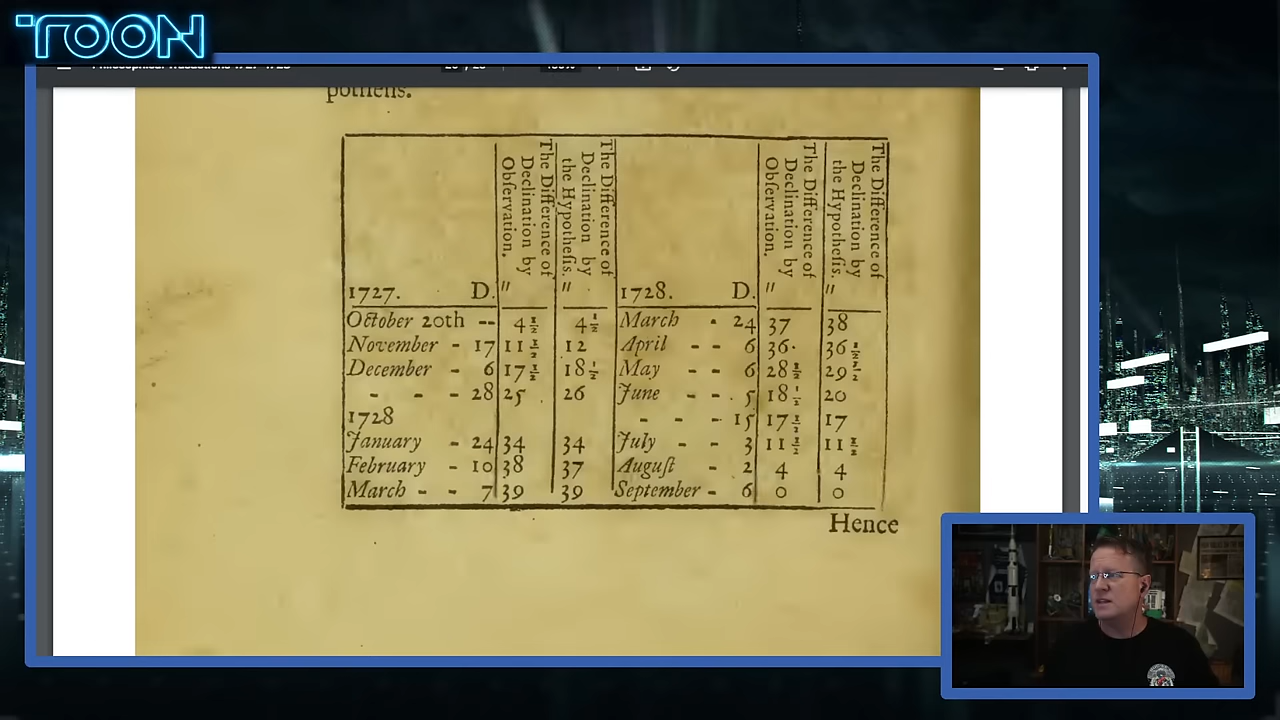 TOON
pothesis.
The Difference of
Declination by
Observation.
The Difference of
Declination by
the Hypothesis.
The Difference of
Declination by
Observation.
The Difference of
Declination by
the Hypothesis.
1727. D. " " 1728. D. " "
October 20th -- 4½ 4½ March - 24 37 38
November - 17 11½ 12 April - - 6 36. 36½
December - 6 17½ 18½ May - - 6 28½ 29½
- - - 28 25 26 June - - - 5 18½ 20
1728 - - - 15 17½ 17
January - 24 34 34 July - - 3 11½ 11½
February - 10 38 37 August - 2 4 4
March - - 7 39 39 September - 6 0 0
Hence